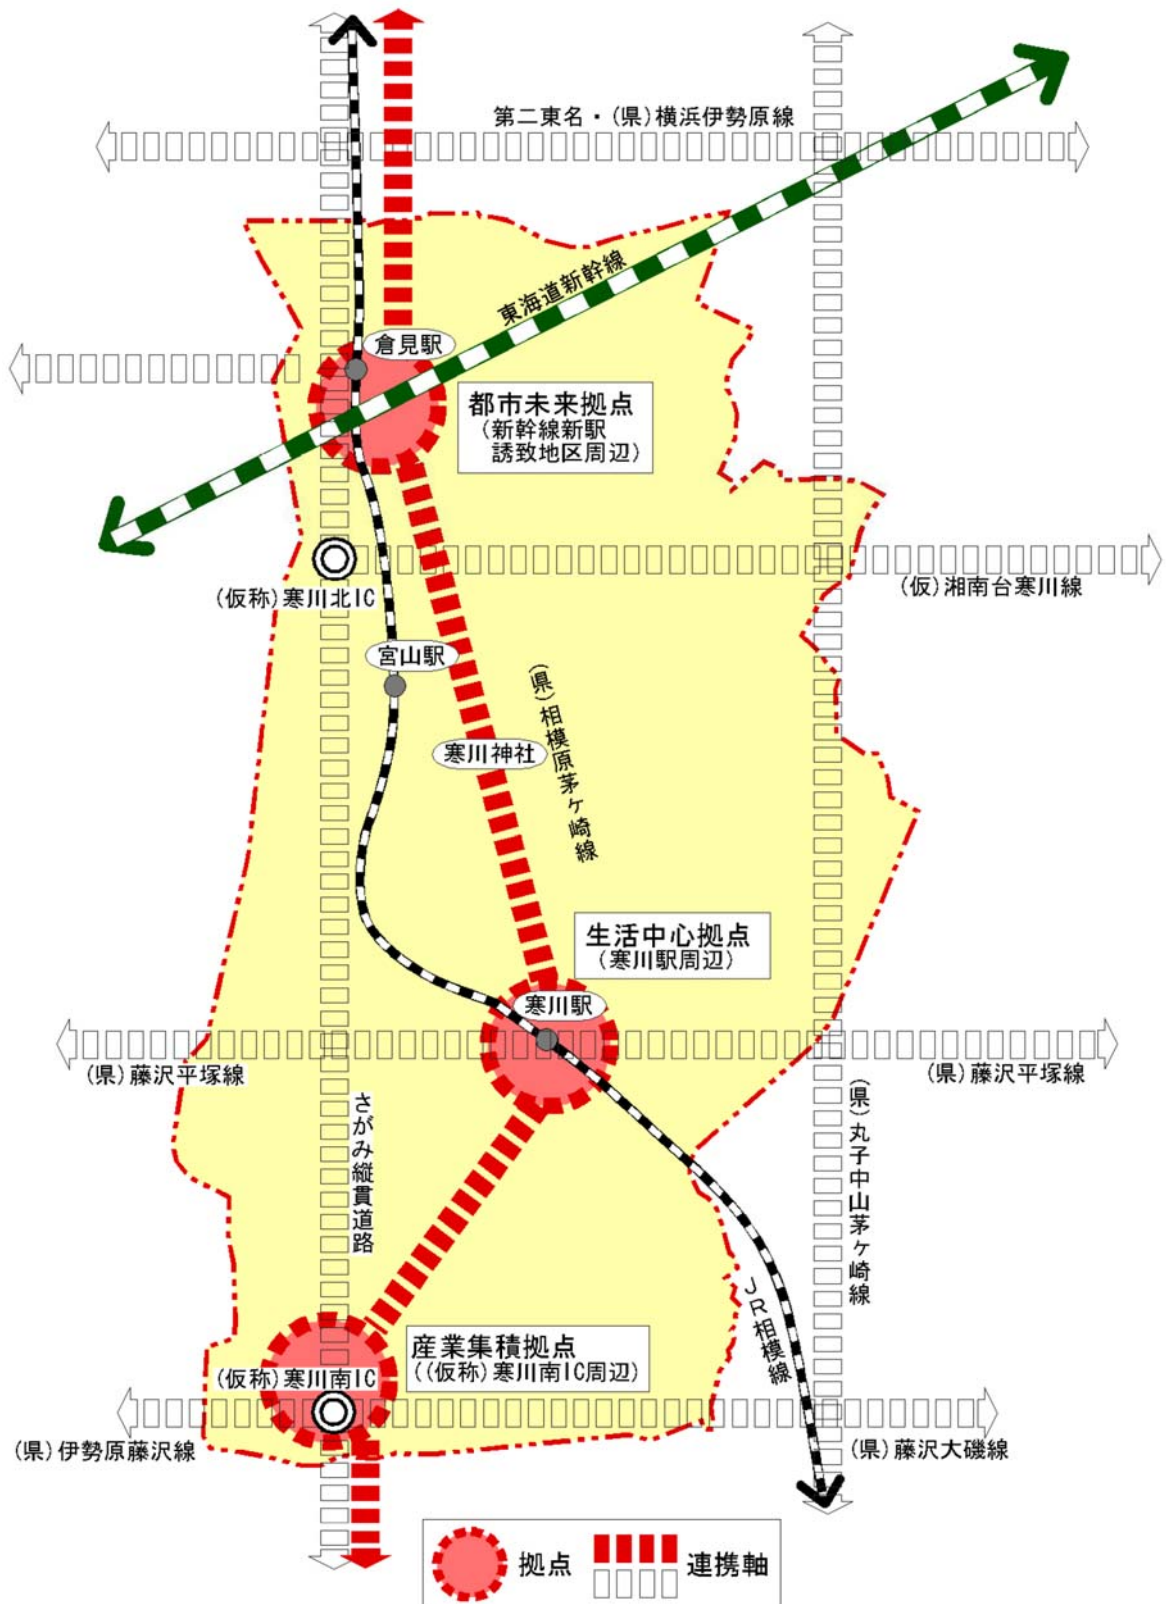 第二東名・(県)横浜伊勢原線
東海道新幹線
倉見駅
都市未来拠点
(新幹線新駅
誘致地区周辺)
(仮称)寒川北IC
(仮)湘南台寒川線
宮山駅
(県)相模原茅ヶ崎線
寒川神社
生活中心拠点
(寒川駅周辺)
寒川駅
(県)藤沢平塚線
(県)藤沢平塚線
さがみ縦貫道路
(県)丸子中山茅ヶ崎線
JR相模線
産業集積拠点
((仮称)寒川南IC周辺)
(仮称)寒川南IC
(県)伊勢原藤沢線
(県)藤沢大磯線
拠点
連携軸